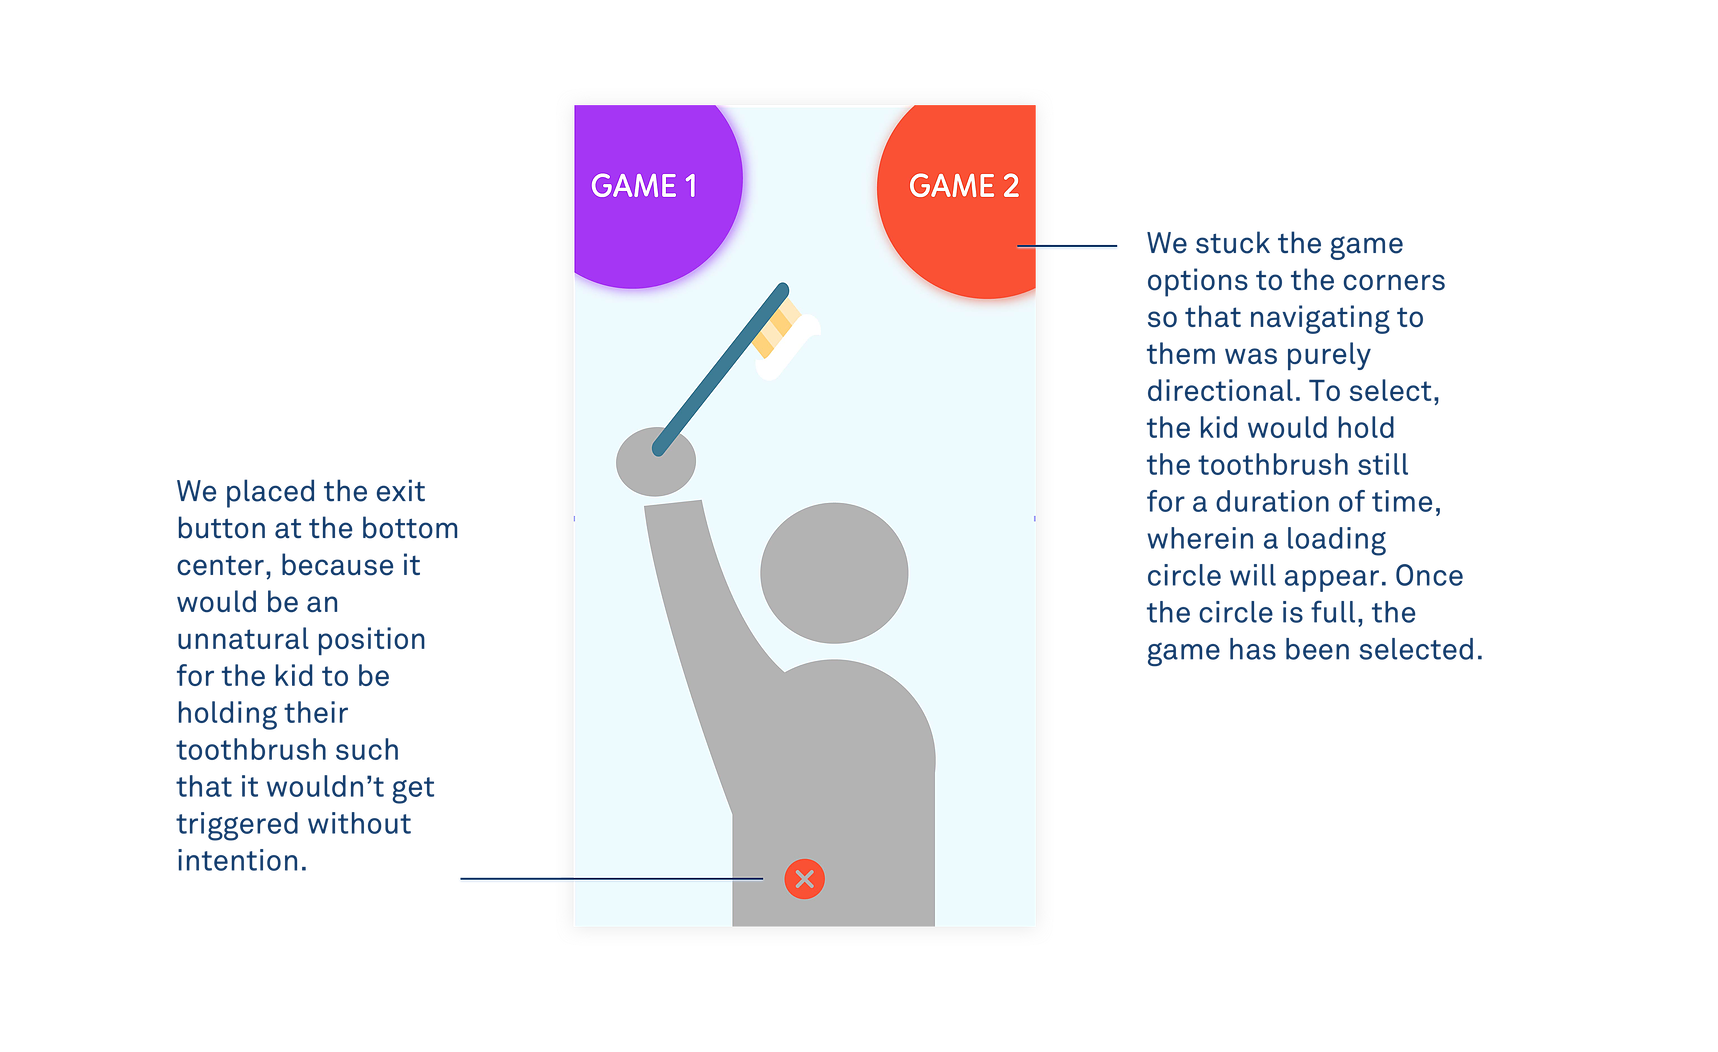 GAME 1
GAME 2
We stuck the game
options to the corners
so that navigating to
them was purely
directional. To select,
the kid would hold
the toothbrush still
for a duration of time,
wherein a loading
circle will appear. Once
the circle is full, the
game has been selected.
We placed the exit
button at the bottom
center, because it
would be an
unnatural position
for the kid to be
holding their
toothbrush such
that it wouldn’t get
triggered without
intention.